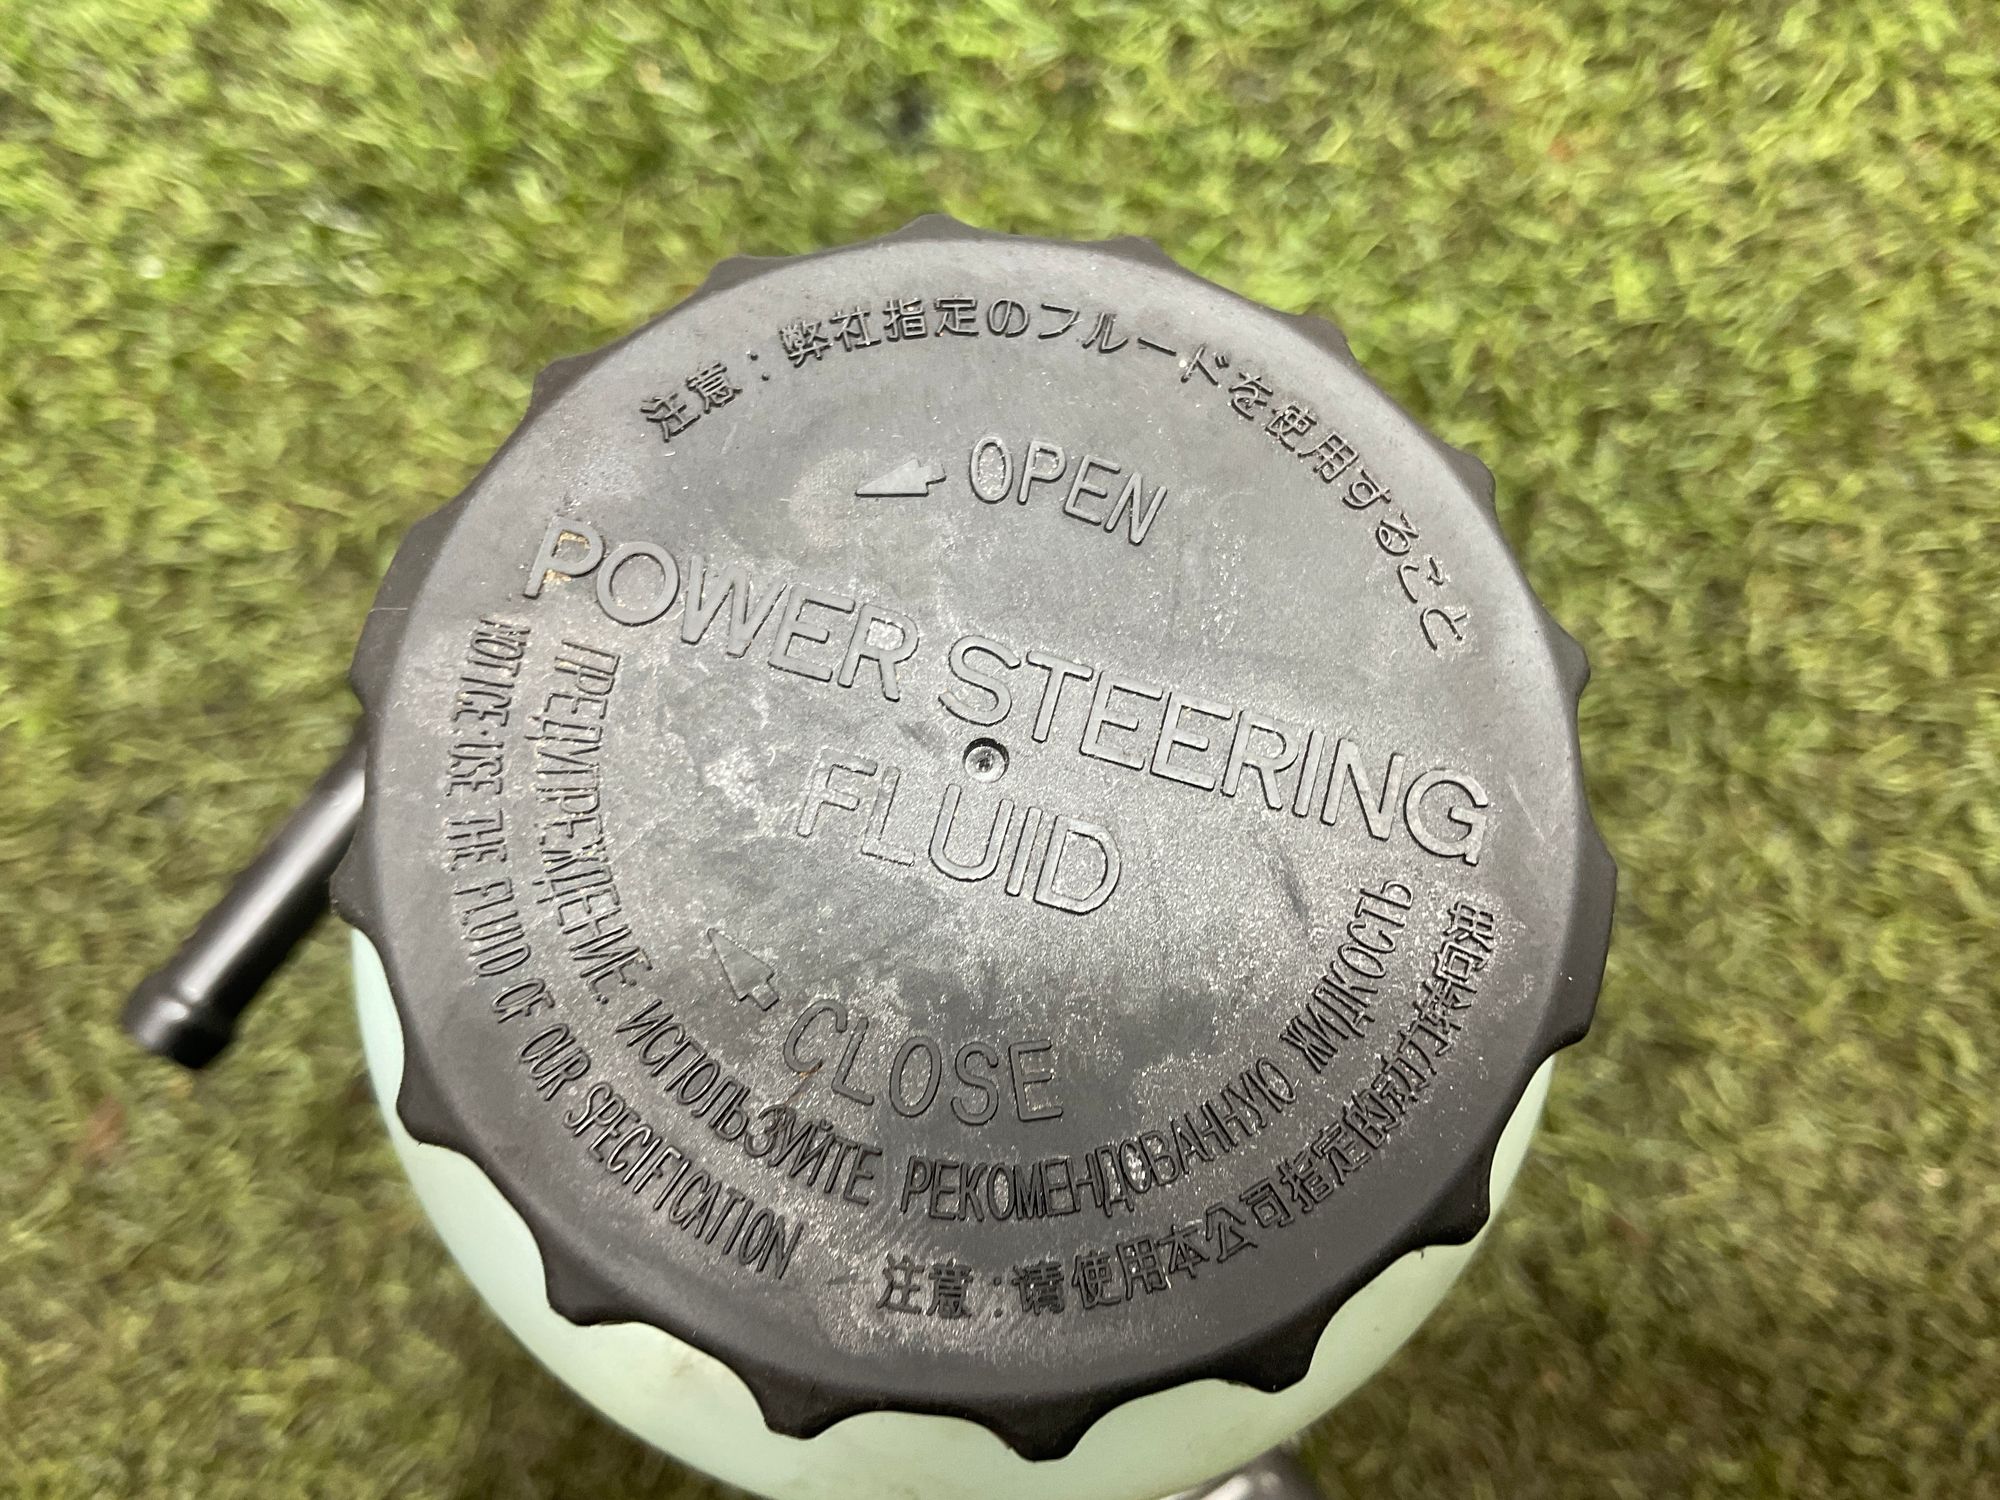 注意：弊社指定のフルードを使用すること
OPEN
POWER STEERING
FLUID
CLOSE
ПРЕДУПРЕЖДЕНИЕ. ИСПОЛЬЗУЙТЕ РЕКОМЕНДОВАННУЮ ЖИДКОСТЬ
NOTICE:USE THE FLUID OF OUR SPECIFICATION
注意：请使用本公司指定的动力转向液